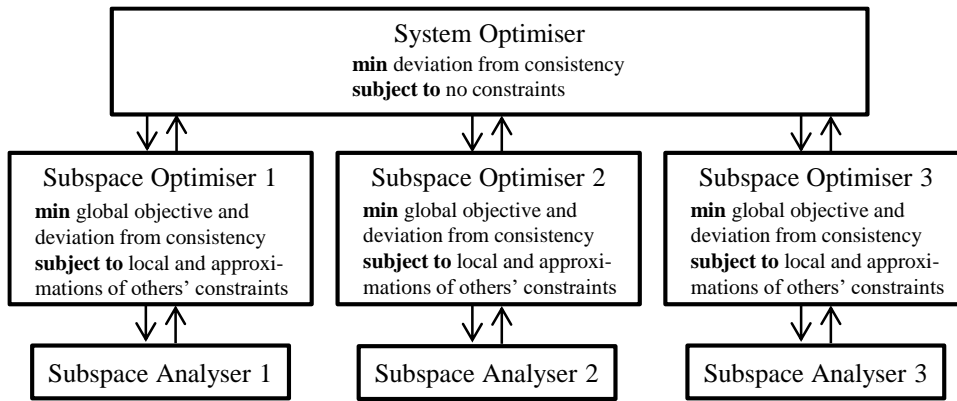 System Optimiser
min deviation from consistency
subject to no constraints
Subspace Optimiser 1
min global objective and
deviation from consistency
subject to local and approxi-
mations of others' constraints
Subspace Optimiser 2
min global objective and
deviation from consistency
subject to local and approxi-
mations of others' constraints
Subspace Optimiser 3
min global objective and
deviation from consistency
subject to local and approxi-
mations of others' constraints
Subspace Analyser 1
Subspace Analyser 2
Subspace Analyser 3